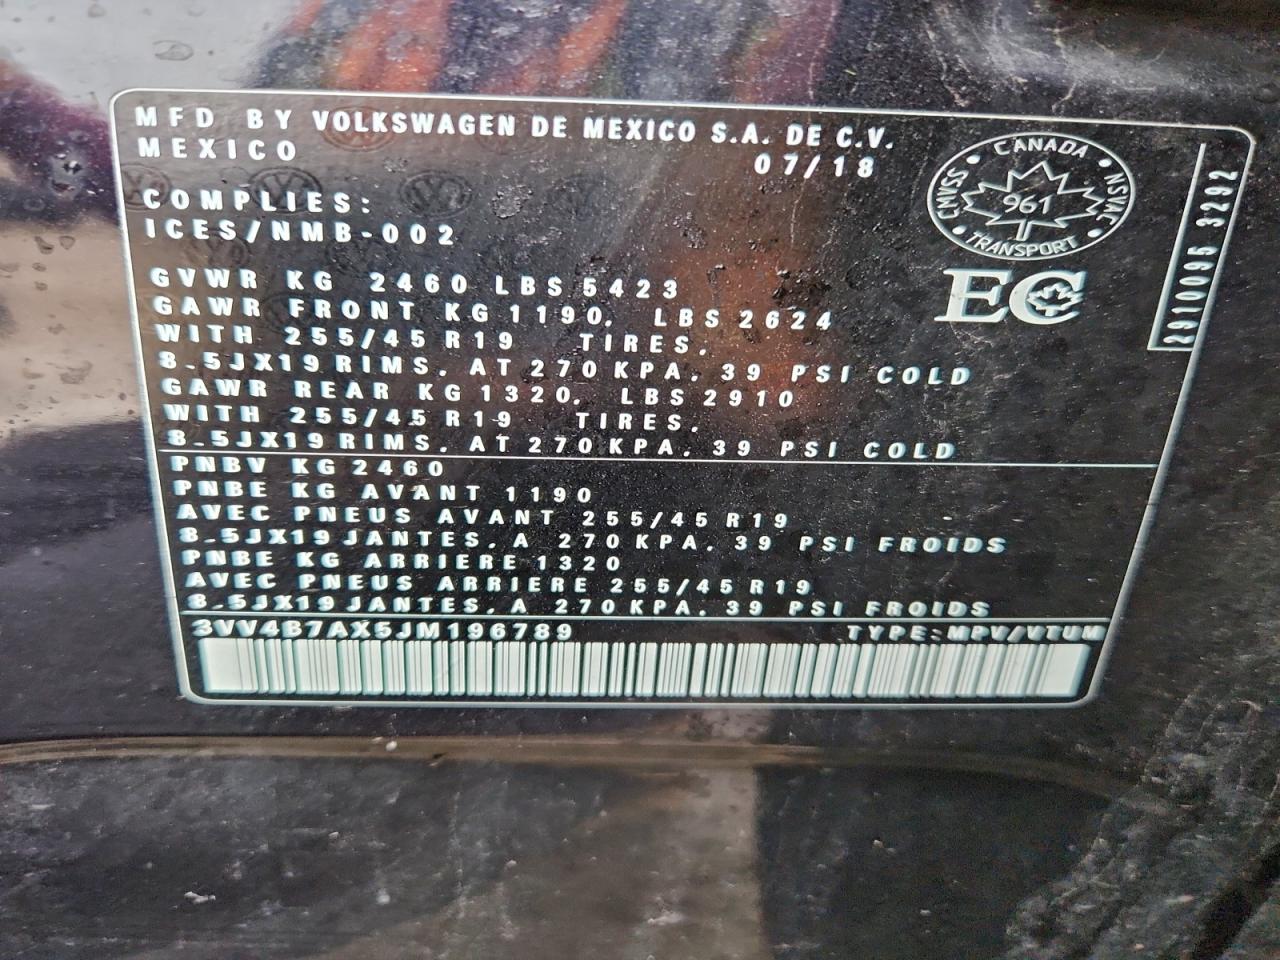 MFD BY VOLKSWAGEN DE MEXICO S.A. DE C.V.
MEXICO 07/18
COMPLIES:
ICES/NMB-002
GVWR KG 2460 LBS 5423
GAWR FRONT KG 1190, LBS 2624
WITH 255/45 R19 TIRES,
8.5JX19 RIMS, AT 270 KPA, 39 PSI COLD
GAWR REAR KG 1320, LBS 2910
WITH 255/45 R19 TIRES,
8.5JX19 RIMS, AT 270 KPA, 39 PSI COLD
PNBV KG 2460
PNBE KG AVANT 1190
AVEC PNEUS AVANT 255/45 R19
8.5JX19 JANTES, A 270 KPA, 39 PSI FROIDS
PNBE KG ARRIERE 1320
AVEC PNEUS ARRIERE 255/45 R19
8.5JX19 JANTES, A 270 KPA, 39 PSI FROIDS
3VV4B7AX5JM196789 TYPE:MPV/VTUM
CANADA
CMVSS 961 NSVAC
TRANSPORT
EC
2910095 3292